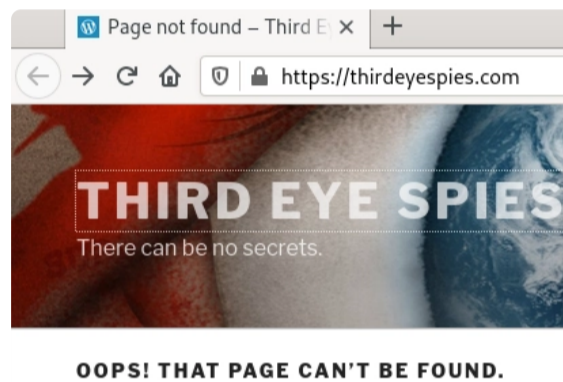 Page not found – Third E
https://thirdeyespies.com
THIRD EYE SPIES
There can be no secrets.
OOPS! THAT PAGE CAN’T BE FOUND.